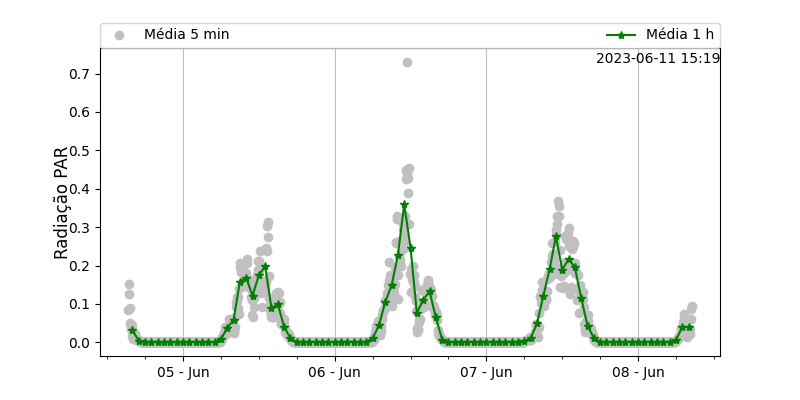 Média 5 min
Média 1 h
2023-06-11 15:19
Radiação PAR
0.7
0.6
0.5
0.4
0.3
0.2
0.1
0.0
05 - Jun
06 - Jun
07 - Jun
08 - Jun